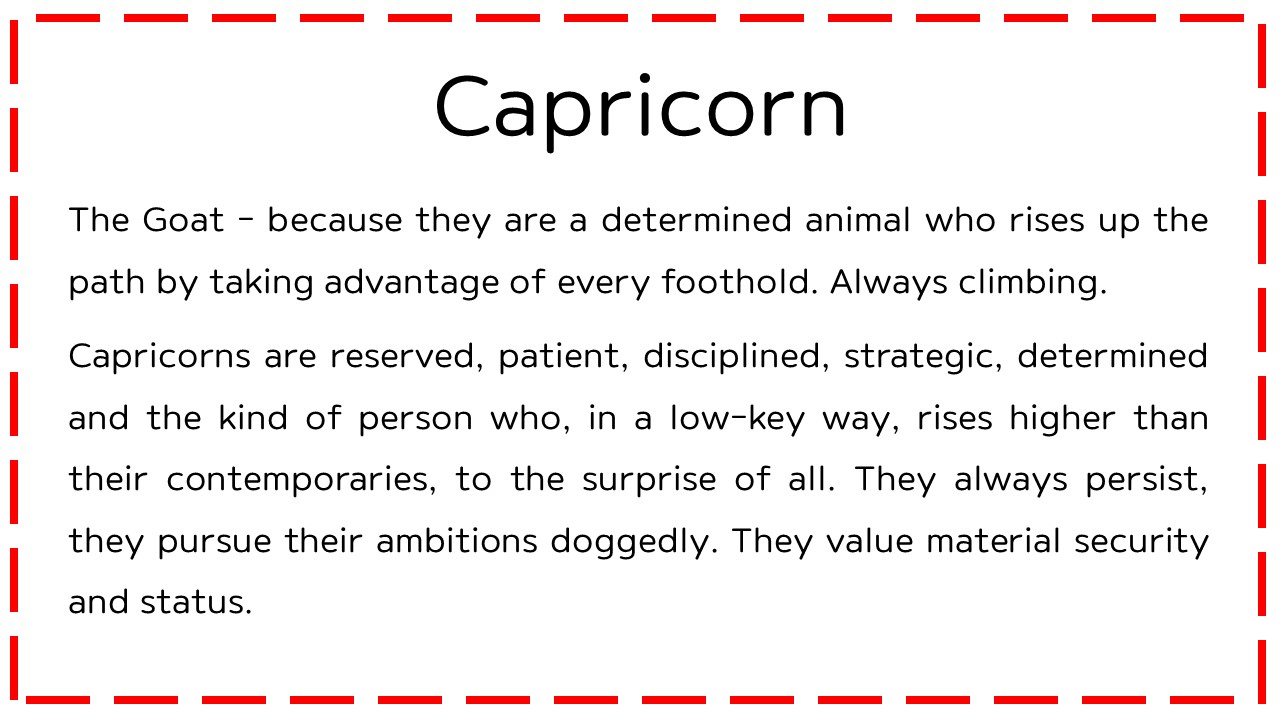 Capricorn
The Goat - because they are a determined animal who rises up the
path by taking advantage of every foothold. Always climbing.
Capricorns are reserved, patient, disciplined, strategic, determined
and the kind of person who, in a low-key way, rises higher than
their contemporaries, to the surprise of all. They always persist,
they pursue their ambitions doggedly. They value material security
and status.